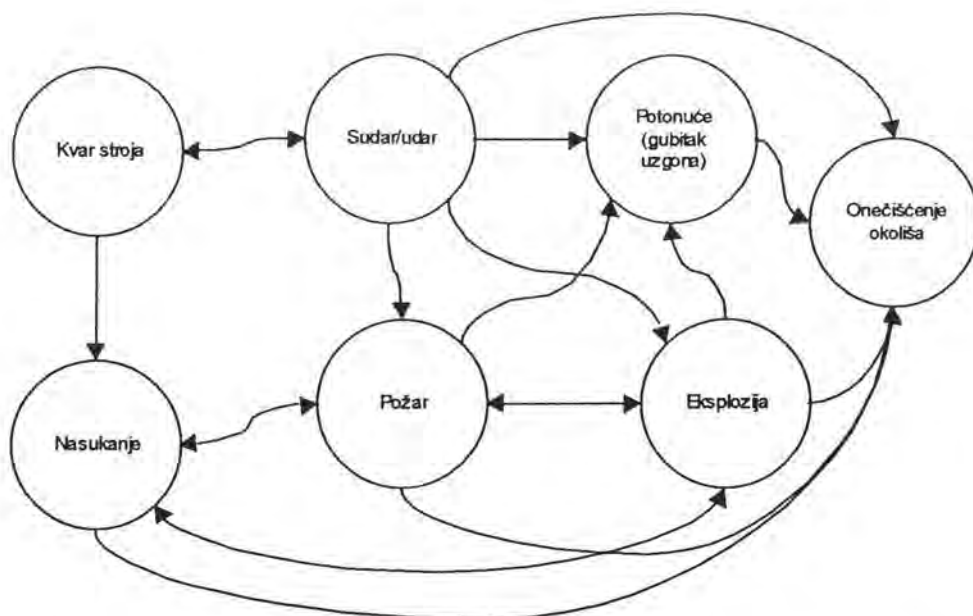 Kvar stroja
Sudar/udar
Potonuće
(gubitak
uzgona)
Onečišćenje
okoliša
Nasukanje
Požar
Eksplozija